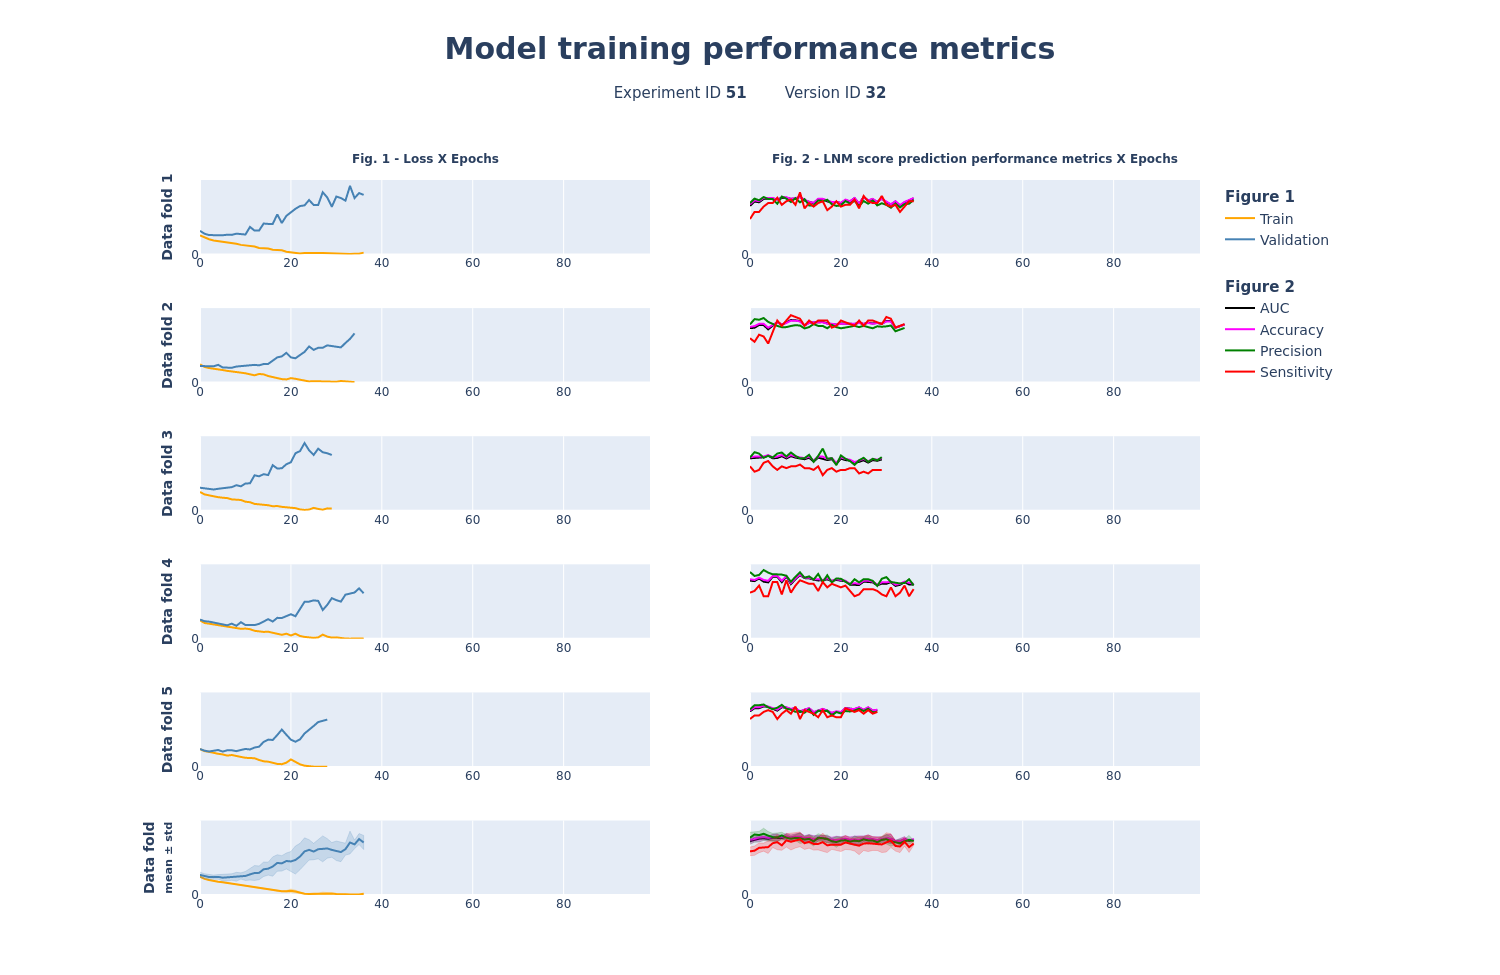 Model training performance metrics
Experiment ID 51 Version ID 32
Fig. 1 - Loss X Epochs
Fig. 2 - LNM score prediction performance metrics X Epochs
Data fold 1
0
0 20 40 60 80
0
0 20 40 60 80
Data fold 2
0
0 20 40 60 80
0
0 20 40 60 80
Data fold 3
0
0 20 40 60 80
0
0 20 40 60 80
Data fold 4
0
0 20 40 60 80
0
0 20 40 60 80
Data fold 5
0
0 20 40 60 80
0
0 20 40 60 80
Data fold
mean ± std
0
0 20 40 60 80
0
0 20 40 60 80
Figure 1
Train
Validation
Figure 2
AUC
Accuracy
Precision
Sensitivity